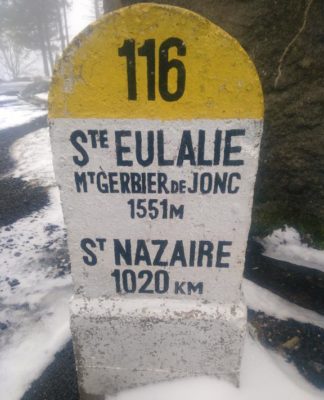 116
STE EULALIE
MT GERBIER DE JONC
1551M
ST NAZAIRE
1020 KM